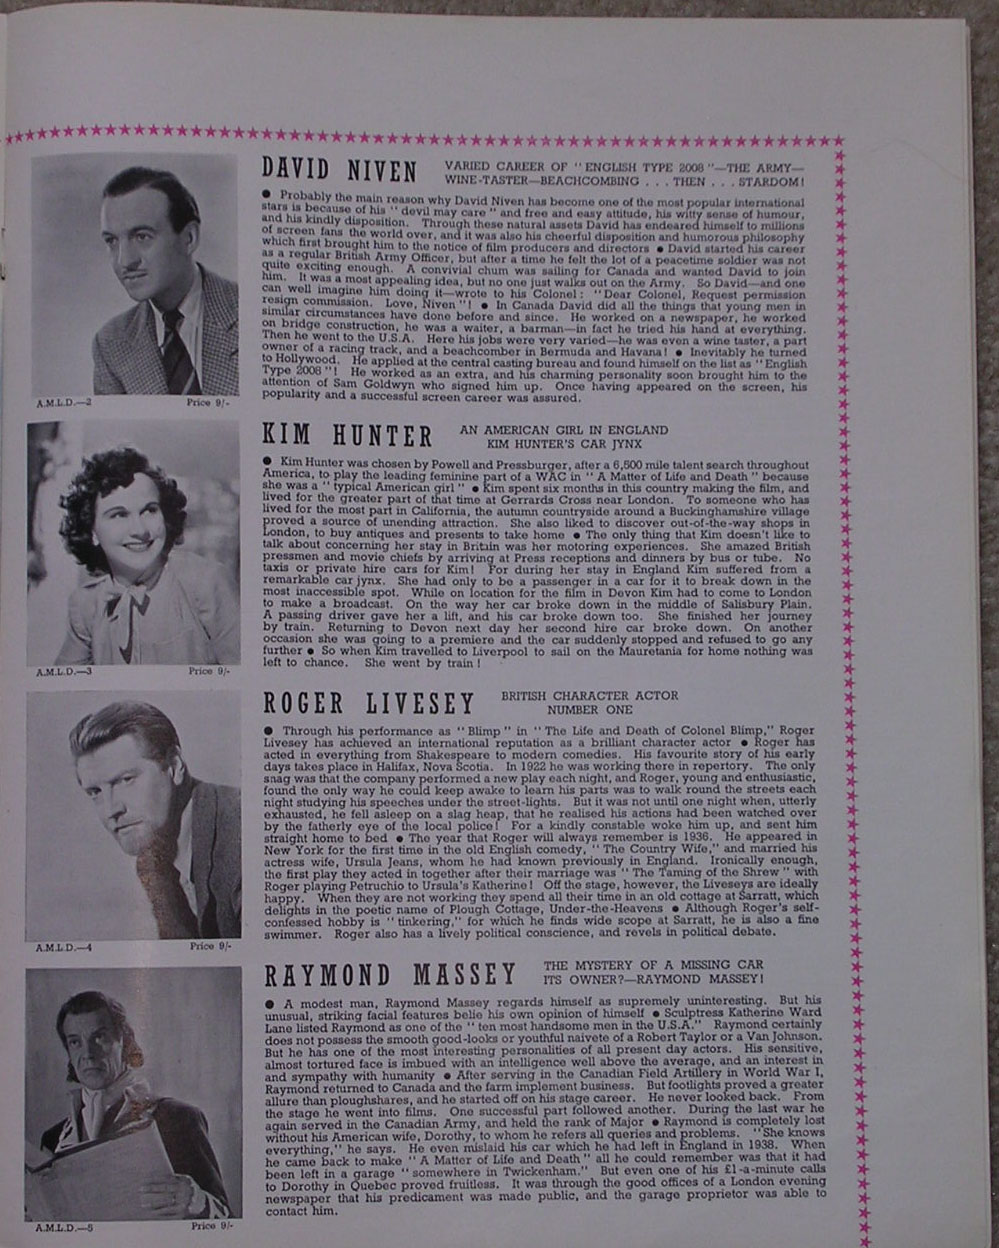 DAVID NIVEN
VARIED CAREER OF "ENGLISH TYPE 2008"—THE ARMY—
WINE-TASTER—BEACHCOMBING . . . THEN . . . STARDOM!
● Probably the main reason why David Niven has become one of the most popular international
stars is because of his "devil may care" and free and easy attitude, his witty sense of humour,
and his kindly disposition. Through these natural assets David has endeared himself to millions
of screen fans the world over, and it was also his cheerful disposition and humorous philosophy
which first brought him to the notice of film producers and directors ● David started his career
as a regular British Army Officer, but after a time he felt the lot of a peacetime soldier was not
quite exciting enough. A convivial chum was sailing for Canada and wanted David to join
him. It was a most appealing idea, but no one just walks out on the Army. So David—and one
can well imagine him doing it—wrote to his Colonel: "Dear Colonel, Request permission
resign commission. Love, Niven"! ● In Canada David did all the things that young men in
similar circumstances have done before and since. He worked on a newspaper, he worked
on bridge construction, he was a waiter, a barman—in fact he tried his hand at everything.
Then he went to the U.S.A. Here his jobs were very varied—he was even a wine taster, a part
owner of a racing track, and a beachcomber in Bermuda and Havana! ● Inevitably he turned
to Hollywood. He applied at the central casting bureau and found himself on the list as "English
Type 2008"! He worked as an extra, and his charming personality soon brought him to the
attention of Sam Goldwyn who signed him up. Once having appeared on the screen, his
popularity and a successful screen career was assured.
A.M.L.D.—2 Price 9/-
KIM HUNTER
AN AMERICAN GIRL IN ENGLAND
KIM HUNTER'S CAR JYNX
● Kim Hunter was chosen by Powell and Pressburger, after a 6,500 mile talent search throughout
America, to play the leading feminine part of a WAC in "A Matter of Life and Death" because
she was a "typical American girl" ● Kim spent six months in this country making the film, and
lived for the greater part of that time at Gerrards Cross near London. To someone who has
lived for the most part in California, the autumn countryside around a Buckinghamshire village
proved a source of unending attraction. She also liked to discover out-of-the-way shops in
London, to buy antiques and presents to take home ● The only thing that Kim doesn't like to
talk about concerning her stay in Britain was her motoring experiences. She amazed British
pressmen and movie chiefs by arriving at Press receptions and dinners by bus or tube. No
taxis or private hire cars for Kim! For during her stay in England Kim suffered from a
remarkable car jynx. She had only to be a passenger in a car for it to break down in the
most inaccessible spot. While on location for the film in Devon Kim had to come to London
to make a broadcast. On the way her car broke down in the middle of Salisbury Plain.
A passing driver gave her a lift, and his car broke down too. She finished her journey
by train. Returning to Devon next day her second hire car broke down. On another
occasion she was going to a premiere and the car suddenly stopped and refused to go any
further ● So when Kim travelled to Liverpool to sail on the Mauretania for home nothing was
left to chance. She went by train!
A.M.L.D.—3 Price 9/-
ROGER LIVESEY
BRITISH CHARACTER ACTOR
NUMBER ONE
● Through his performance as "Blimp" in "The Life and Death of Colonel Blimp," Roger
Livesey has achieved an international reputation as a brilliant character actor ● Roger has
acted in everything from Shakespeare to modern comedies. His favourite story of his early
days takes place in Halifax, Nova Scotia. In 1922 he was working there in repertory. The only
snag was that the company performed a new play each night, and Roger, young and enthusiastic,
found the only way he could keep awake to learn his parts was to walk round the streets each
night studying his speeches under the street-lights. But it was not until one night when, utterly
exhausted, he fell asleep on a slag heap, that he realised his actions had been watched over
by the fatherly eye of the local police! For a kindly constable woke him up, and sent him
straight home to bed ● The year that Roger will always remember is 1936. He appeared in
New York for the first time in the old English comedy, "The Country Wife," and married his
actress wife, Ursula Jeans, whom he had known previously in England. Ironically enough,
the first play they acted in together after their marriage was "The Taming of the Shrew" with
Roger playing Petruchio to Ursula's Katherine! Off the stage, however, the Liveseys are ideally
happy. When they are not working they spend all their time in an old cottage at Sarratt, which
delights in the poetic name of Plough Cottage, Under-the-Heavens ● Although Roger's self-
confessed hobby is "tinkering," for which he finds wide scope at Sarratt, he is also a fine
swimmer. Roger also has a lively political conscience, and revels in political debate.
A.M.L.D.—4 Price 9/-
RAYMOND MASSEY
THE MYSTERY OF A MISSING CAR
ITS OWNER?—RAYMOND MASSEY!
● A modest man, Raymond Massey regards himself as supremely uninteresting. But his
unusual, striking facial features belie his own opinion of himself ● Sculptress Katherine Ward
Lane listed Raymond as one of the "ten most handsome men in the U.S.A." Raymond certainly
does not possess the smooth good-looks or youthful naivete of a Robert Taylor or a Van Johnson.
But he has one of the most interesting personalities of all present day actors. His sensitive,
almost tortured face is imbued with an intelligence well above the average, and an interest in
and sympathy with humanity ● After serving in the Canadian Field Artillery in World War I,
Raymond returned to Canada and the farm implement business. But footlights proved a greater
allure than ploughshares, and he started off on his stage career. He never looked back. From
the stage he went into films. One successful part followed another. During the last war he
again served in the Canadian Army, and held the rank of Major ● Raymond is completely lost
without his American wife, Dorothy, to whom he refers all queries and problems. "She knows
everything," he says. He even mislaid his car which he had left in England in 1938. When
he came back to make "A Matter of Life and Death" all he could remember was that it had
been left in a garage "somewhere in Twickenham." But even one of his £1-a-minute calls
to Dorothy in Quebec proved fruitless. It was through the good offices of a London evening
newspaper that his predicament was made public, and the garage proprietor was able to
contact him.
A.M.L.D.—5 Price 9/-